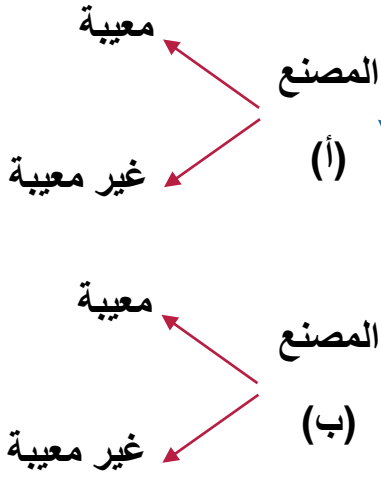 المصنع
(أ)
معيبة
غير معيبة
المصنع
(ب)
معيبة
غير معيبة